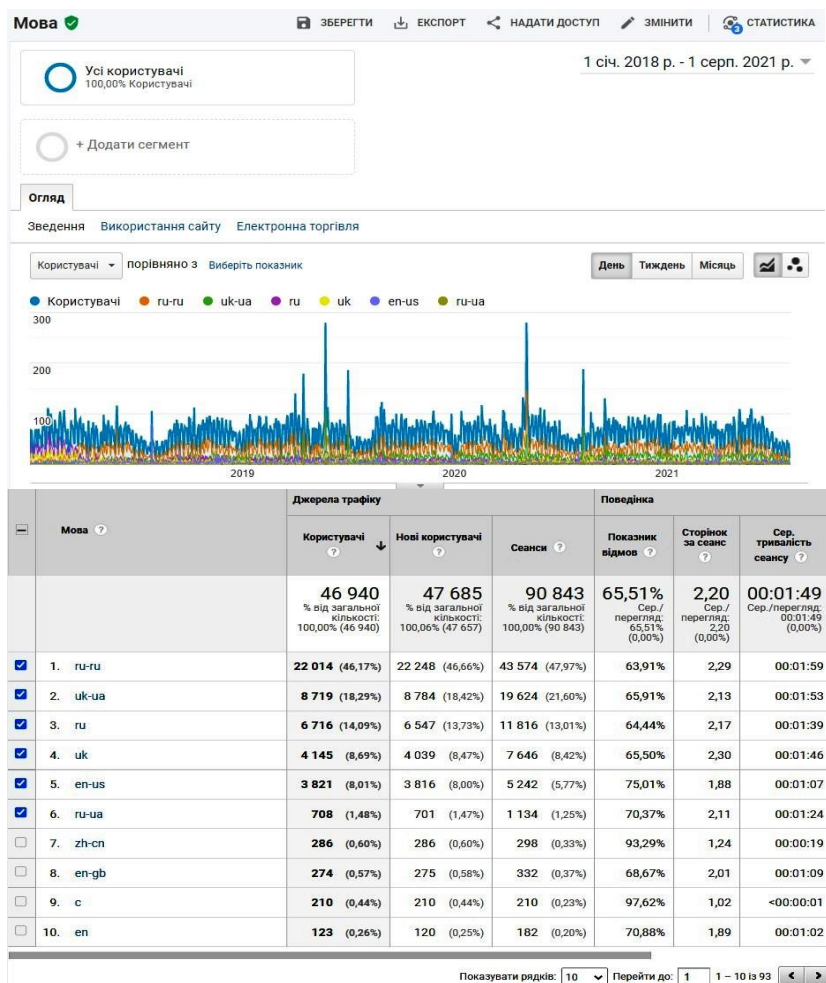 Мова
ЗБЕРЕГТИ ЕКСПОРТ НАДАТИ ДОСТУП ЗМІНИТИ 3 СТАТИСТИКА
Усі користувачі
100,00% Користувачі
1 січ. 2018 р. - 1 серп. 2021 р.
+ Додати сегмент
Огляд
Зведення Використання сайту Електронна торгівля
Користувачі порівняно з Виберіть показник
День Тиждень Місяць
Користувачі ru-ru uk-ua ru uk en-us ru-ua
300
200
100
2019 2020 2021
Джерела трафіку Поведінка
Мова ? Користувачі ? Нові користувачі ? Сеанси ? Показник відмов ? Сторінок за сеанс ? Сер. тривалість сеансу ?
46 940 47 685 90 843 65,51% 2,20 00:01:49
% від загальної кількості: 100,00% (46 940) % від загальної кількості: 100,06% (47 657) % від загальної кількості: 100,00% (90 843) Сер./перегляд: 65,51% (0,00%) Сер./перегляд: 2,20 (0,00%) Сер./перегляд: 00:01:49 (0,00%)
1. ru-ru 22 014 (46,17%) 22 248 (46,66%) 43 574 (47,97%) 63,91% 2,29 00:01:59
2. uk-ua 8 719 (18,29%) 8 784 (18,42%) 19 624 (21,60%) 65,91% 2,13 00:01:53
3. ru 6 716 (14,09%) 6 547 (13,73%) 11 816 (13,01%) 64,44% 2,17 00:01:39
4. uk 4 145 (8,69%) 4 039 (8,47%) 7 646 (8,42%) 65,50% 2,30 00:01:46
5. en-us 3 821 (8,01%) 3 816 (8,00%) 5 242 (5,77%) 75,01% 1,88 00:01:07
6. ru-ua 708 (1,48%) 701 (1,47%) 1 134 (1,25%) 70,37% 2,11 00:01:24
7. zh-cn 286 (0,60%) 286 (0,60%) 298 (0,33%) 93,29% 1,24 00:00:19
8. en-gb 274 (0,57%) 275 (0,58%) 332 (0,37%) 68,67% 2,01 00:01:09
9. c 210 (0,44%) 210 (0,44%) 210 (0,23%) 97,62% 1,02 <00:00:01
10. en 123 (0,26%) 120 (0,25%) 182 (0,20%) 70,88% 1,89 00:01:02
Показувати рядків: 10 Перейти до: 1 1 – 10 із 93